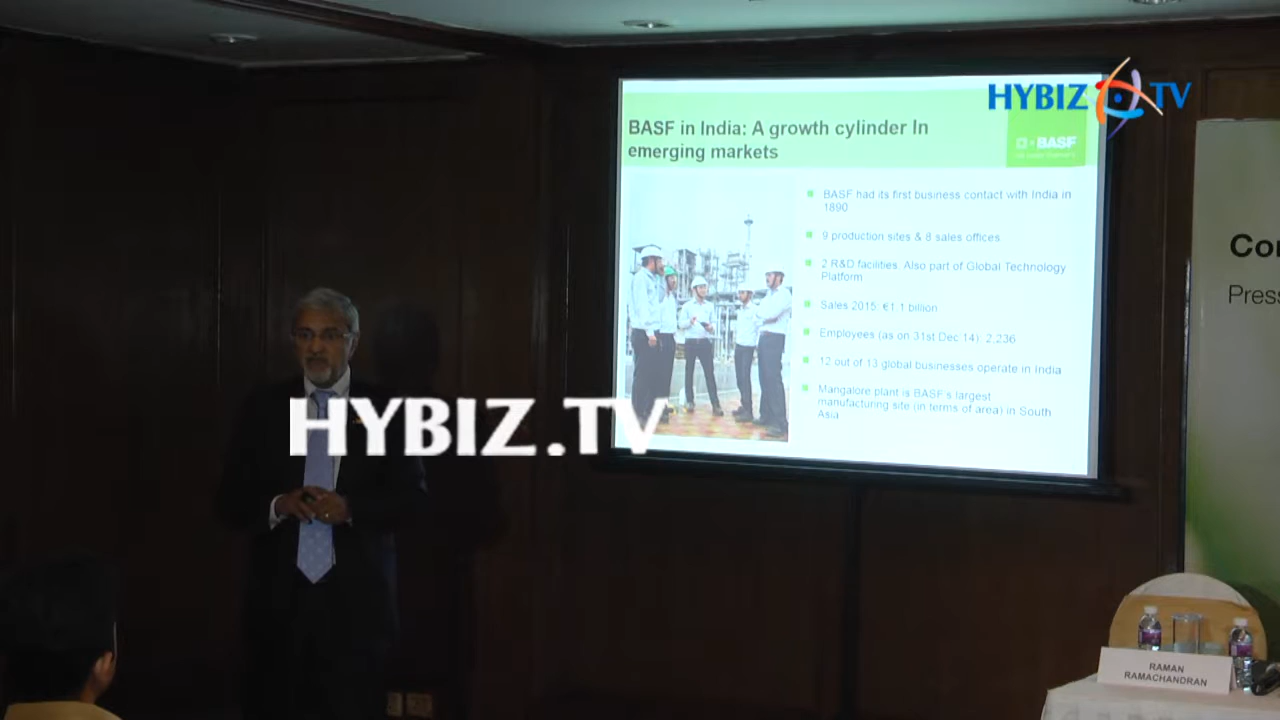 HYBIZ TV
BASF in India: A growth cylinder In
emerging markets
BASF
BASF had its first business contact with India in
1890
9 production sites & 8 sales offices
2 R&D facilities. Also part of Global Technology
Platform
Sales 2015: €1.1 billion
Employees (as on 31st Dec 14): 2,236
12 out of 13 global businesses operate in India
Mangalore plant is BASF's largest
manufacturing site (in terms of area) in South
Asia
HYBIZ.TV
Press
RAMAN
RAMACHANDRAN